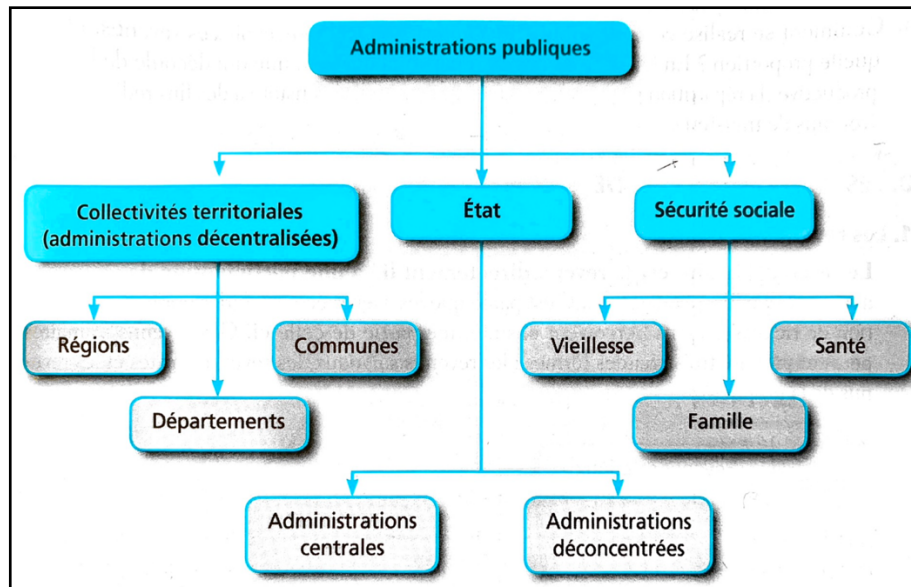 Administrations publiques
Collectivités territoriales
(administrations décentralisées)
État
Sécurité sociale
Régions
Communes
Vieillesse
Santé
Départements
Famille
Administrations
centrales
Administrations
déconcentrées